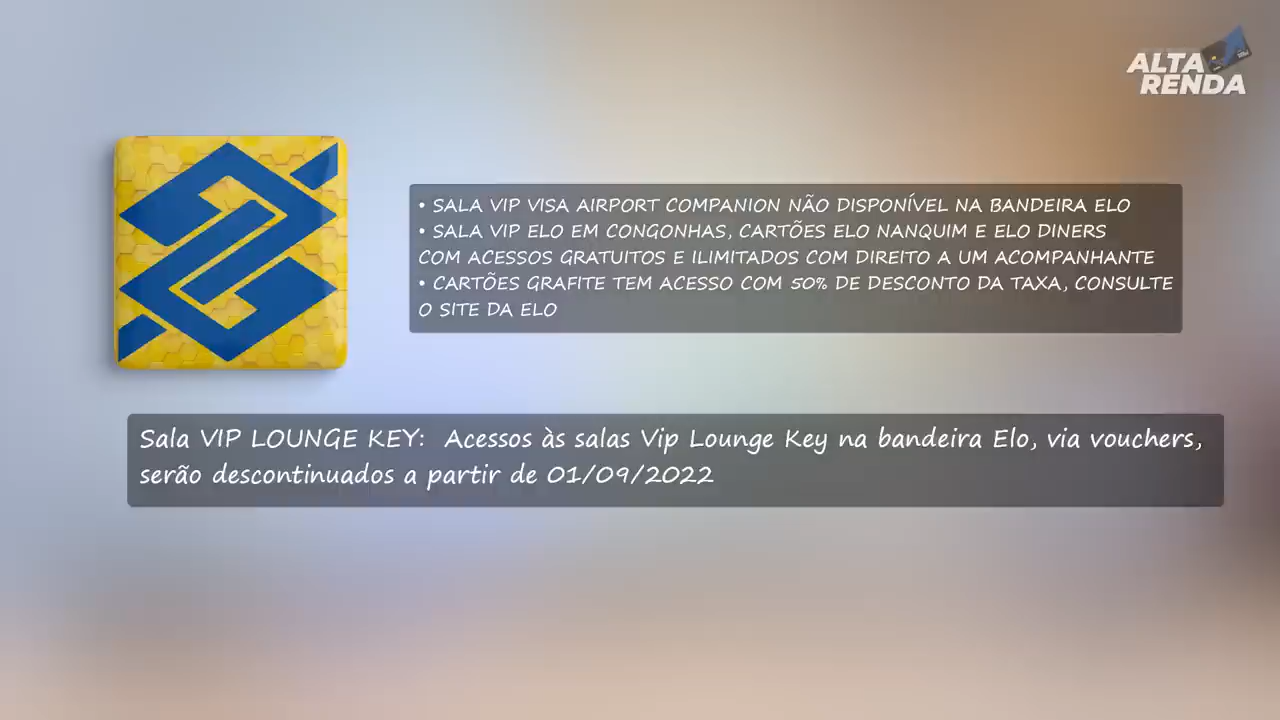 ALTA
RENDA
• SALA VIP VISA AIRPORT COMPANION NÃO DISPONÍVEL NA BANDEIRA ELO
• SALA VIP ELO EM CONGONHAS, CARTÕES ELO NANQUIM E ELO DINERS
COM ACESSOS GRATUITOS E ILIMITADOS COM DIREITO A UM ACOMPANHANTE
• CARTÕES GRAFITE TEM ACESSO COM 50% DE DESCONTO DA TAXA, CONSULTE
O SITE DA ELO
Sala VIP LOUNGE KEY: Acessos às salas Vip Lounge Key na bandeira Elo, via vouchers,
serão descontinuados a partir de 01/09/2022